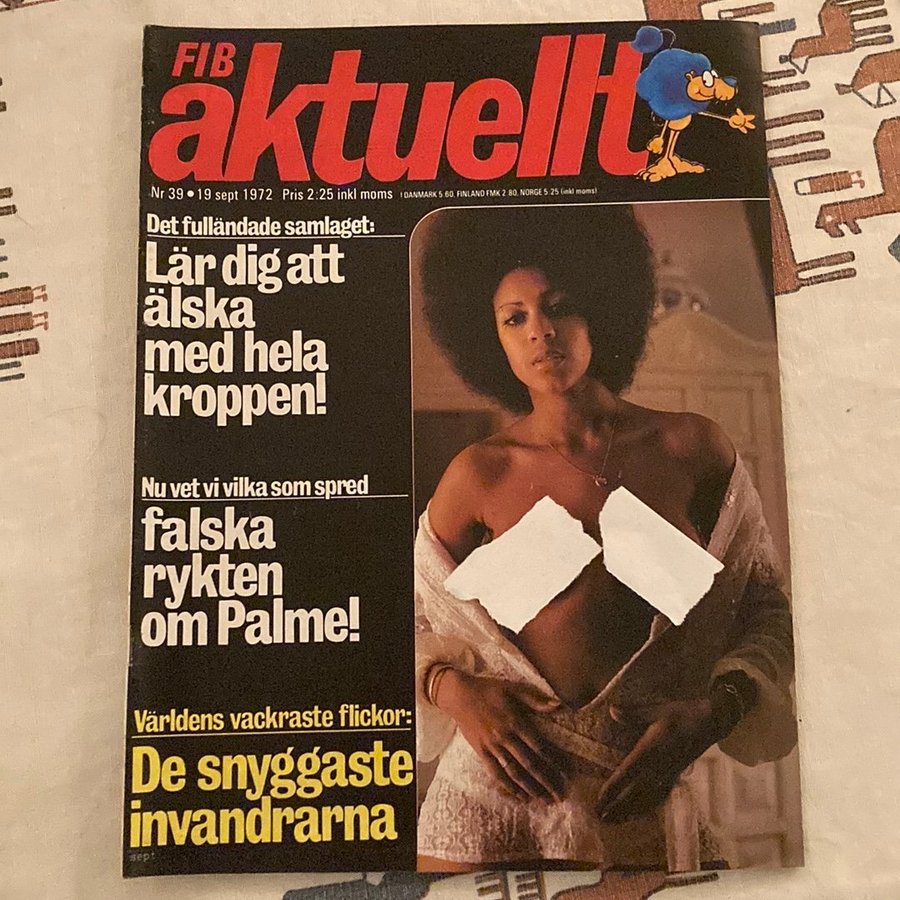 FIB
aktuellt
Nr 39 • 19 sept 1972 Pris 2:25 inkl moms I DANMARK 5.60. FINLAND FMK 2.80, NORGE 5.25 (inkl moms)
Det fulländade samlaget:
Lär dig att
älska
med hela
kroppen!
Nu vet vi vilka som spred
falska
rykten
om Palme!
Världens vackraste flickor:
De snyggaste
invandrarna
sept